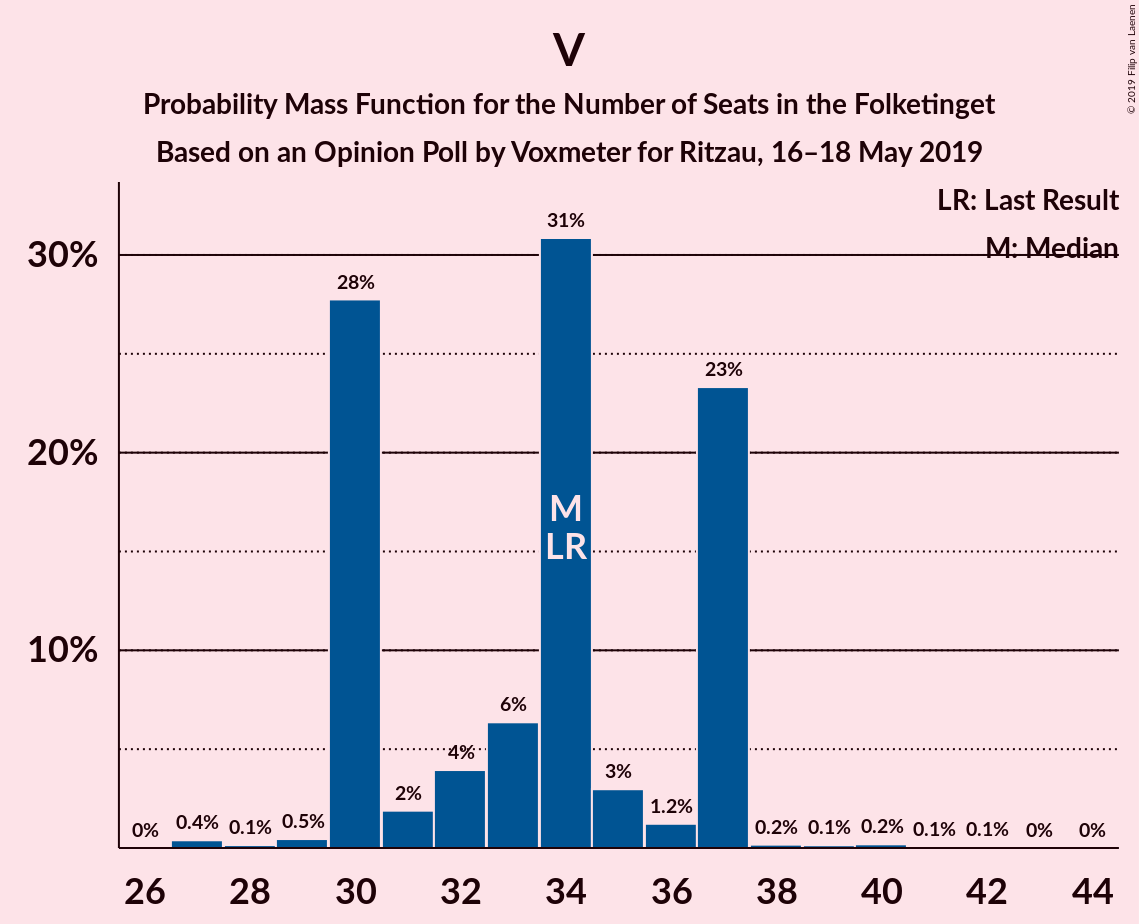 V
Probability Mass Function for the Number of Seats in the Folketinget
Based on an Opinion Poll by Voxmeter for Ritzau, 16–18 May 2019
© 2019 Filip van Laenen
LR: Last Result
M: Median
30%
20%
10%
0%
0.4%
0.1%
0.5%
28%
2%
4%
6%
31%
3%
1.2%
23%
0.2%
0.1%
0.2%
0.1%
0.1%
0%
0%
M
LR
26 28 30 32 34 36 38 40 42 44